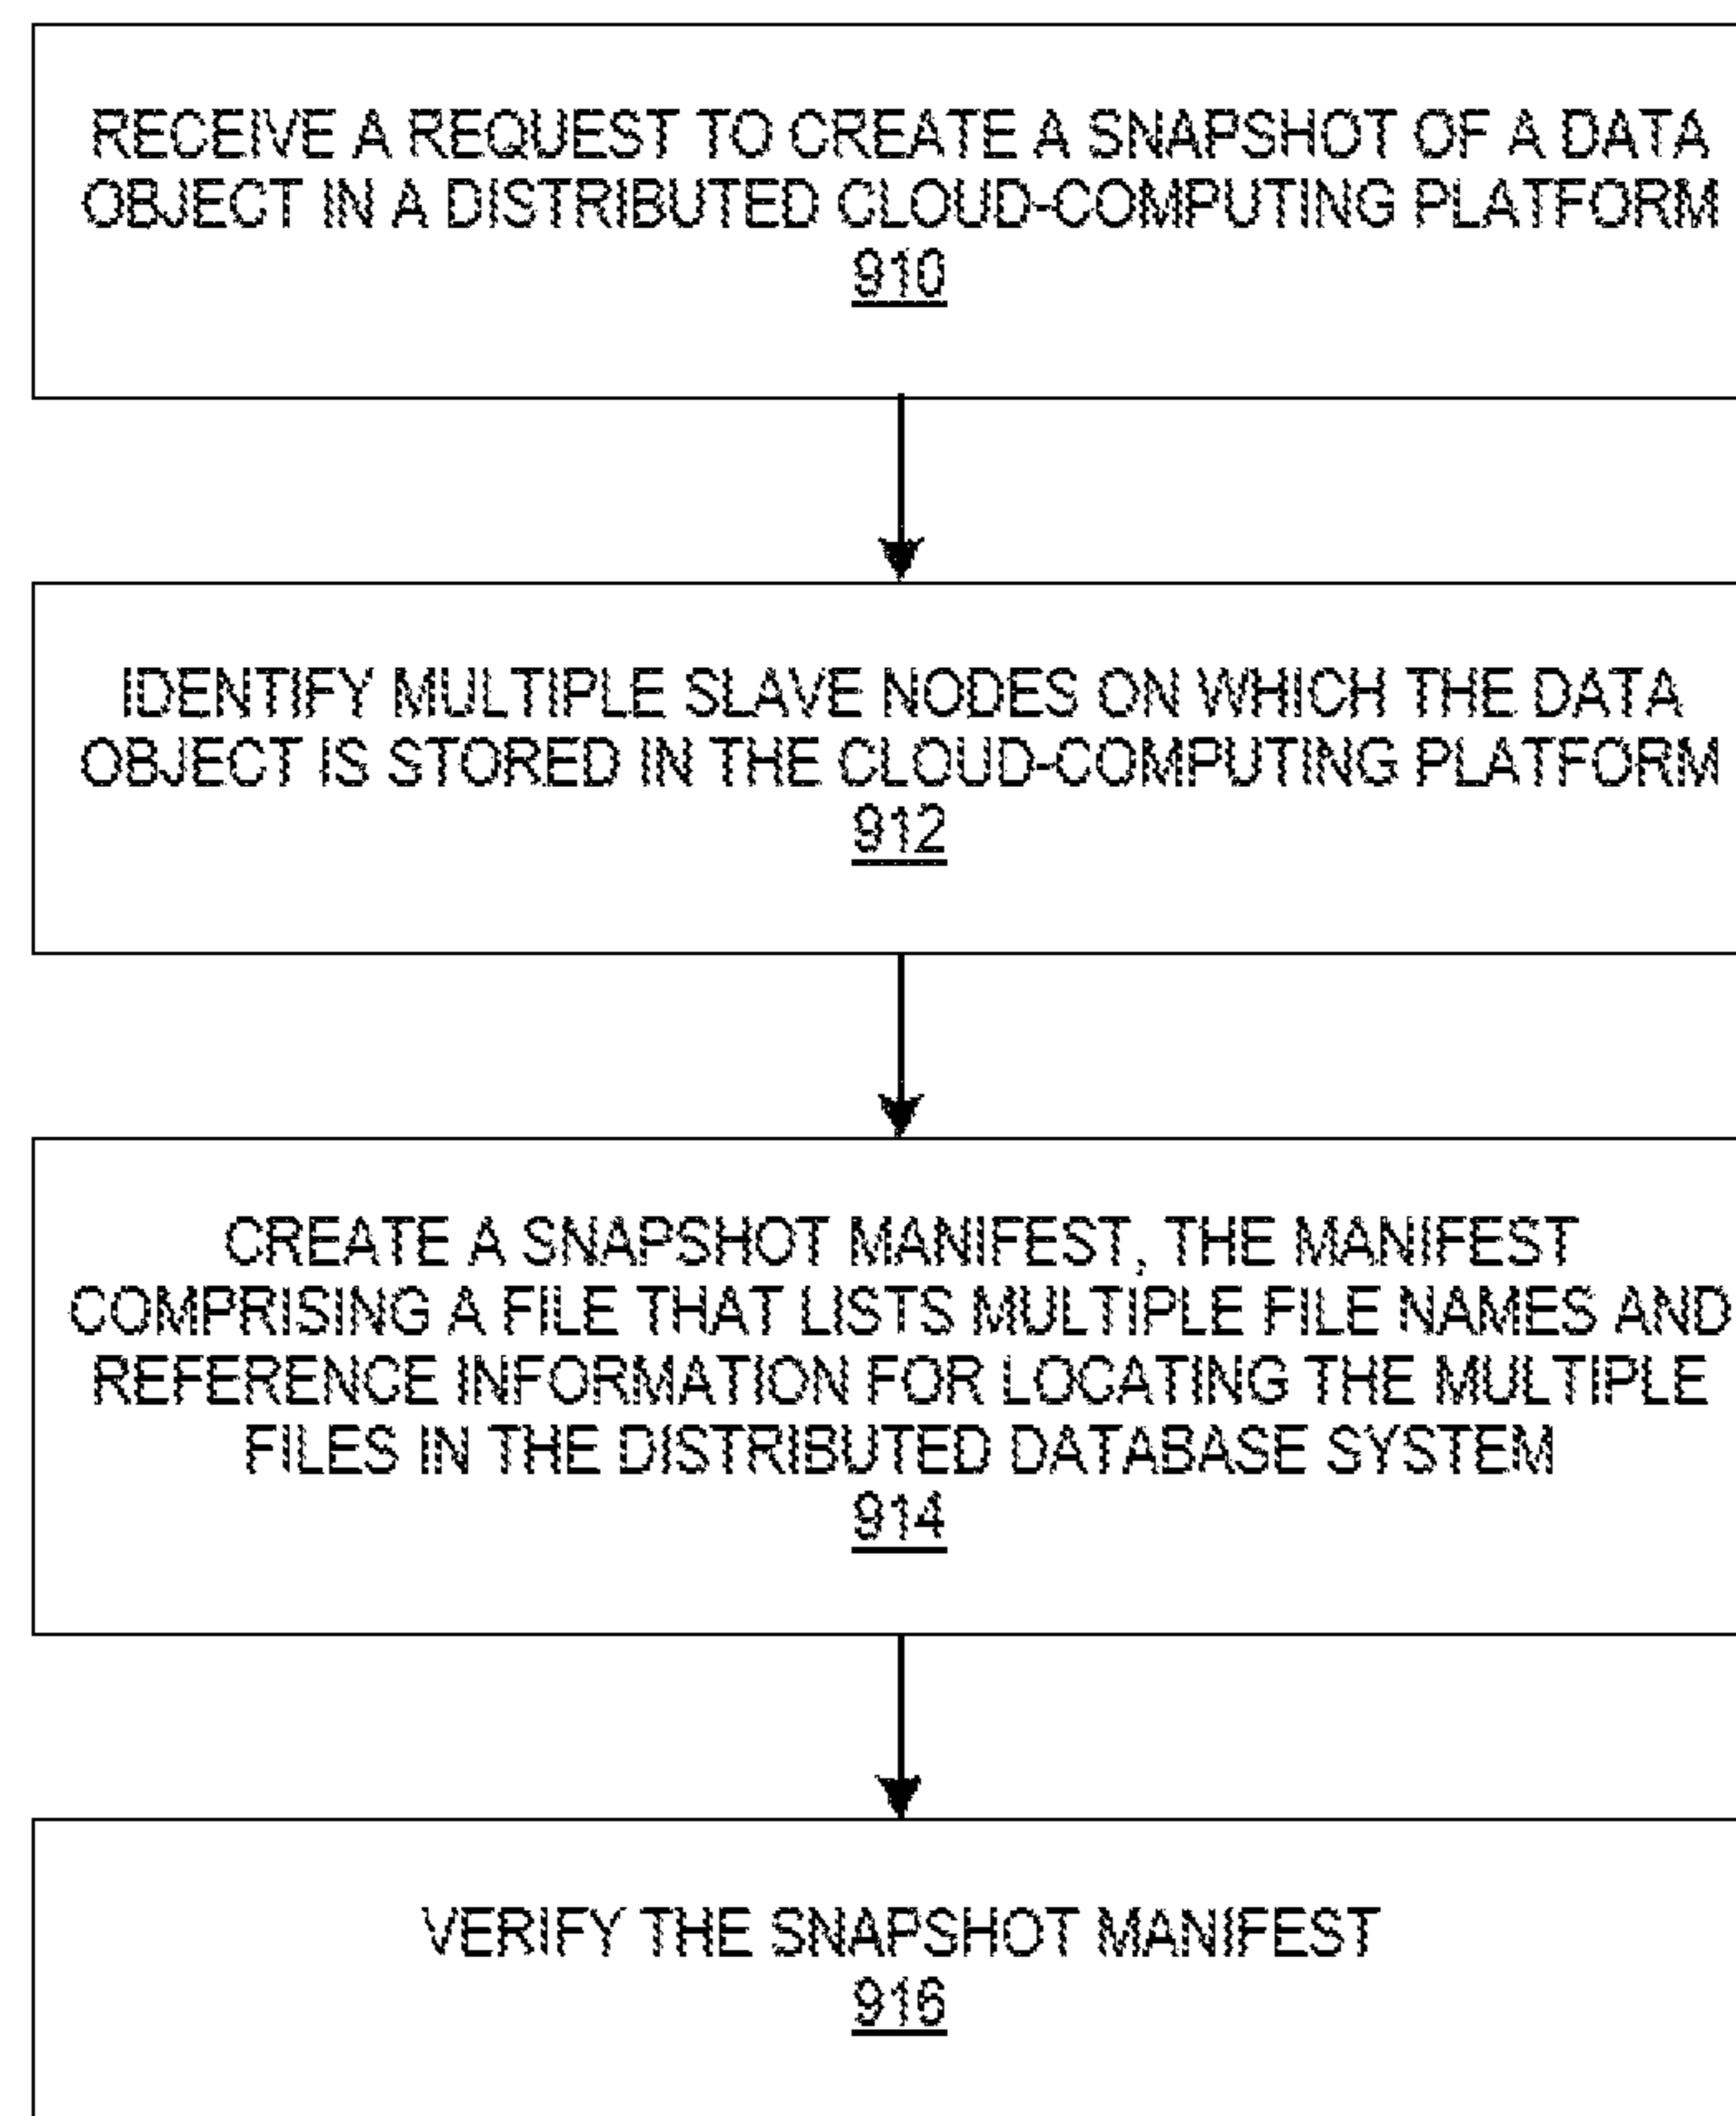 RECEIVE A REQUEST TO CREATE A SNAPSHOT OF A DATA
OBJECT IN A DISTRIBUTED CLOUD-COMPUTING PLATFORM
910
IDENTIFY MULTIPLE SLAVE NODES ON WHICH THE DATA
OBJECT IS STORED IN THE CLOUD-COMPUTING PLATFORM
912
CREATE A SNAPSHOT MANIFEST, THE MANIFEST
COMPRISING A FILE THAT LISTS MULTIPLE FILE NAMES AND
REFERENCE INFORMATION FOR LOCATING THE MULTIPLE
FILES IN THE DISTRIBUTED DATABASE SYSTEM
914
VERIFY THE SNAPSHOT MANIFEST
916